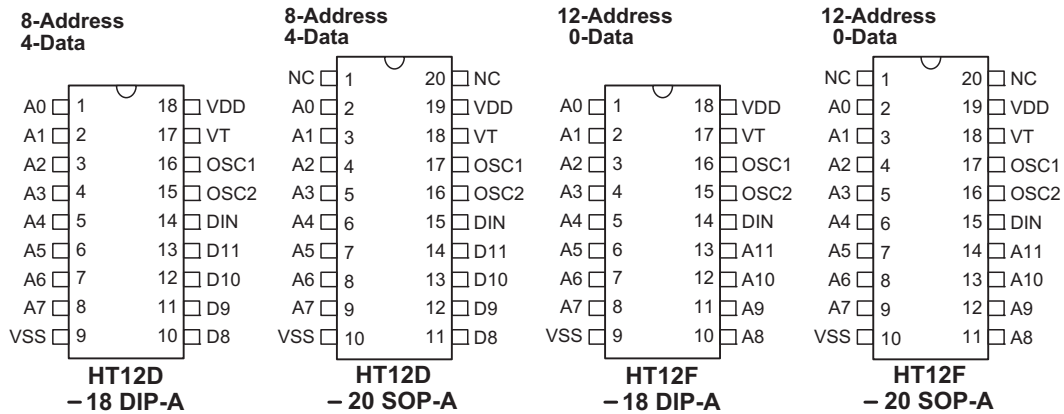 8-Address
4-Data
NC 1 20 NC
A0 1 18 VDD
A1 2 17 VT
A2 3 16 OSC1
A3 4 15 OSC2
A4 5 14 DIN
A5 6 13 D11
A6 7 12 D10
A7 8 11 D9
VSS 9 10 D8
HT12D
– 18 DIP-A
8-Address
4-Data
NC 1 20 NC
A0 2 19 VDD
A1 3 18 VT
A2 4 17 OSC1
A3 5 16 OSC2
A4 6 15 DIN
A5 7 14 D11
A6 8 13 D10
A7 9 12 D9
VSS 10 11 D8
HT12D
– 20 SOP-A
12-Address
0-Data
A0 1 18 VDD
A1 2 17 VT
A2 3 16 OSC1
A3 4 15 OSC2
A4 5 14 DIN
A5 6 13 A11
A6 7 12 A10
A7 8 11 A9
VSS 9 10 A8
HT12F
– 18 DIP-A
12-Address
0-Data
NC 1 20 NC
A0 2 19 VDD
A1 3 18 VT
A2 4 17 OSC1
A3 5 16 OSC2
A4 6 15 DIN
A5 7 14 A11
A6 8 13 A10
A7 9 12 A9
VSS 10 11 A8
HT12F
– 20 SOP-A